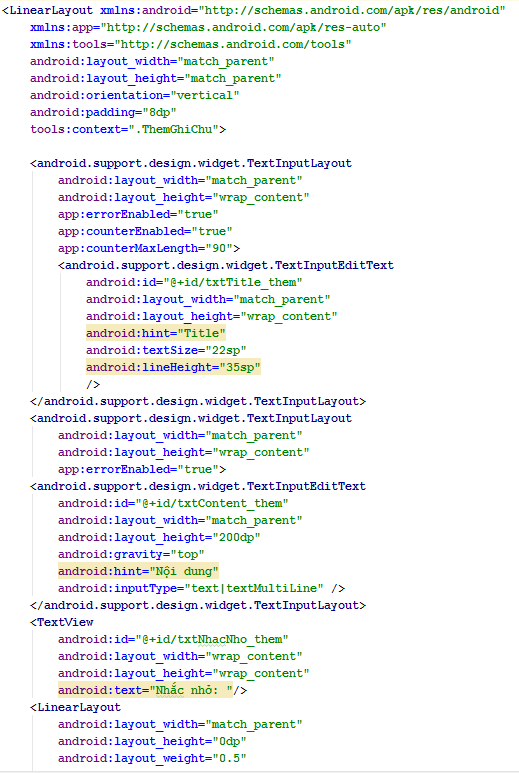 <LinearLayout xmlns:android="http://schemas.android.com/apk/res/android"
xmlns:app="http://schemas.android.com/apk/res-auto"
xmlns:tools="http://schemas.android.com/tools"
android:layout_width="match_parent"
android:layout_height="match_parent"
android:orientation="vertical"
android:padding="8dp"
tools:context=".ThemGhiChu">
<android.support.design.widget.TextInputLayout
android:layout_width="match_parent"
android:layout_height="wrap_content"
app:errorEnabled="true"
app:counterEnabled="true"
app:counterMaxLength="90">
<android.support.design.widget.TextInputEditText
android:id="@+id/txtTitle_them"
android:layout_width="match_parent"
android:layout_height="wrap_content"
android:hint="Title"
android:textSize="22sp"
android:lineHeight="35sp"
/>
</android.support.design.widget.TextInputLayout>
<android.support.design.widget.TextInputLayout
android:layout_width="match_parent"
android:layout_height="wrap_content"
app:errorEnabled="true">
<android.support.design.widget.TextInputEditText
android:id="@+id/txtContent_them"
android:layout_width="match_parent"
android:layout_height="200dp"
android:gravity="top"
android:hint="Nội dung"
android:inputType="text|textMultiLine" />
</android.support.design.widget.TextInputLayout>
<TextView
android:id="@+id/txtNhacNho_them"
android:layout_width="wrap_content"
android:layout_height="wrap_content"
android:text="Nhắc nhỏ: "/>
<LinearLayout
android:layout_width="match_parent"
android:layout_height="0dp"
android:layout_weight="0.5"